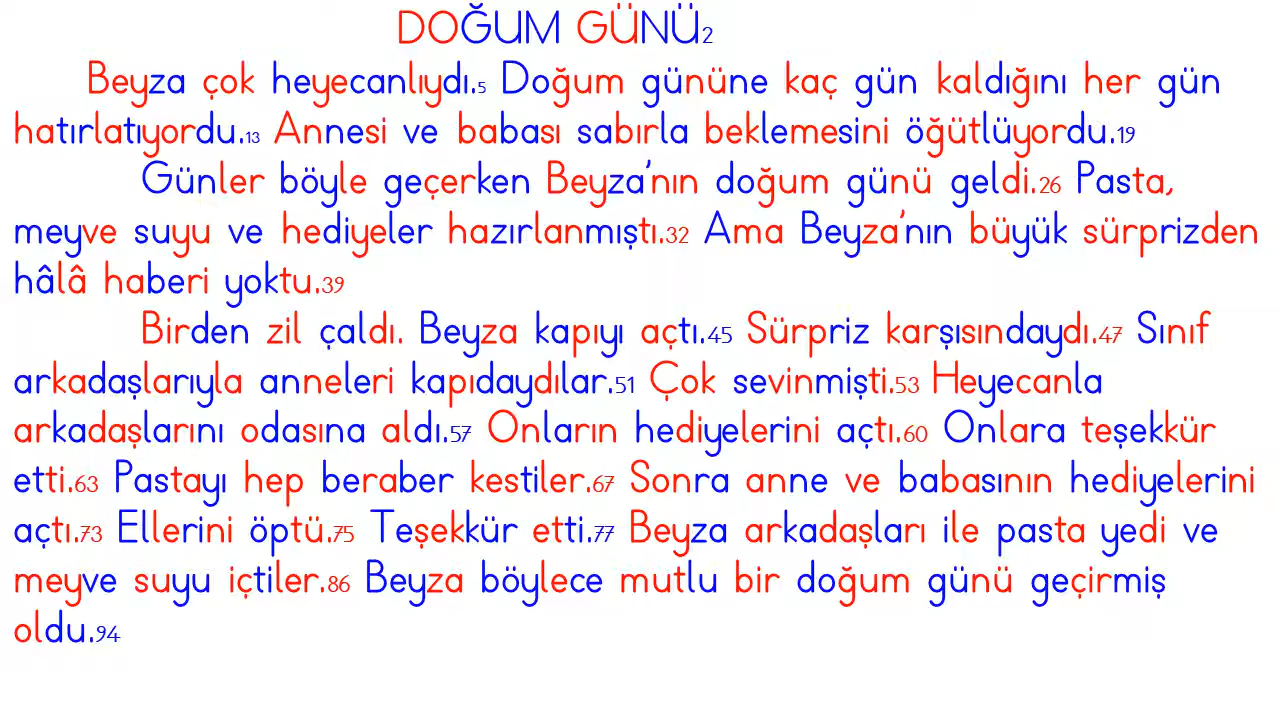 DOĞUM GÜNÜ2
Beyza çok heyecanlıydı.5 Doğum gününe kaç gün kaldığını her gün
hatırlatıyordu.13 Annesi ve babası sabırla beklemesini öğütlüyordu.19
Günler böyle geçerken Beyza’nın doğum günü geldi.26 Pasta,
meyve suyu ve hediyeler hazırlanmıştı.32 Ama Beyza’nın büyük sürprizden
hâlâ haberi yoktu.39
Birden zil çaldı. Beyza kapıyı açtı.45 Sürpriz karşısındaydı.47 Sınıf
arkadaşlarıyla anneleri kapıdaydılar.51 Çok sevinmişti.53 Heyecanla
arkadaşlarını odasına aldı.57 Onların hediyelerini açtı.60 Onlara teşekkür
etti.63 Pastayı hep beraber kestiler.67 Sonra anne ve babasının hediyelerini
açtı.73 Ellerini öptü.75 Teşekkür etti.77 Beyza arkadaşları ile pasta yedi ve
meyve suyu içtiler.86 Beyza böylece mutlu bir doğum günü geçirmiş
oldu.94